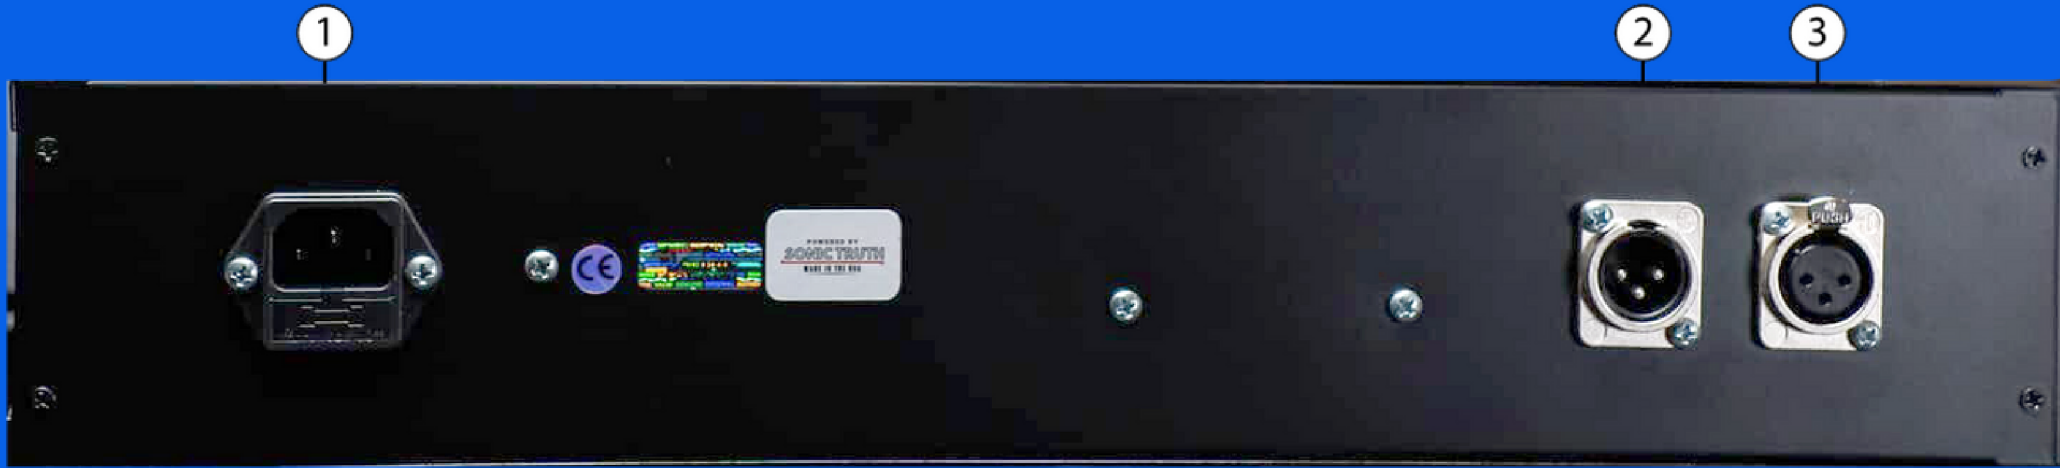 1
2
3
CE
POWERED BY
SONIC TRUTH
MADE IN THE USA
PUSH